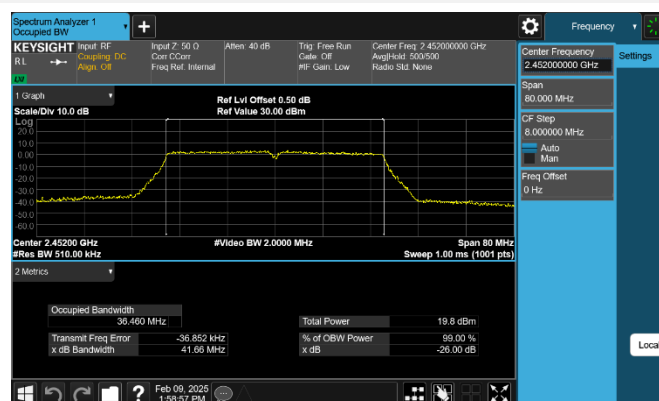 Spectrum Analyzer 1
Occupied BW
Frequency
KEYSIGHT Input: RF Input Z: 50 Ω Atten: 40 dB Trig: Free Run Center Freq: 2.452000000 GHz
RL Coupling: DC Corr CCorr Gate: Off Avg|Hold: 500/500
Align: Off Freq Ref: Internal #IF Gain: Low Radio Std: None
LXI
Center Frequency
2.452000000 GHz
Settings
Span
80.000 MHz
CF Step
8.000000 MHz
Auto
Man
Freq Offset
0 Hz
1 Graph
Ref Lvl Offset 0.50 dB
Scale/Div 10.0 dB Ref Value 30.00 dBm
Log
20.0
10.0
0.00
-10.0
-20.0
-30.0
-40.0
-50.0
-60.0
Center 2.45200 GHz #Video BW 2.0000 MHz Span 80 MHz
#Res BW 510.00 kHz Sweep 1.00 ms (1001 pts)
2 Metrics
Occupied Bandwidth
36.460 MHz Total Power 19.8 dBm
Transmit Freq Error -36.852 kHz % of OBW Power 99.00 %
x dB Bandwidth 41.66 MHz x dB -26.00 dB
Local
Feb 09, 2025
1:58:57 PM